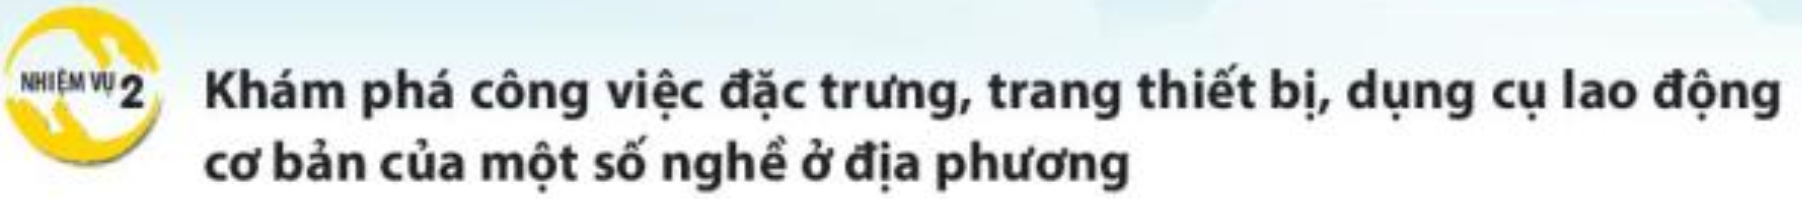 NHIỆM VỤ 2
Khám phá công việc đặc trưng, trang thiết bị, dụng cụ lao động
cơ bản của một số nghề ở địa phương